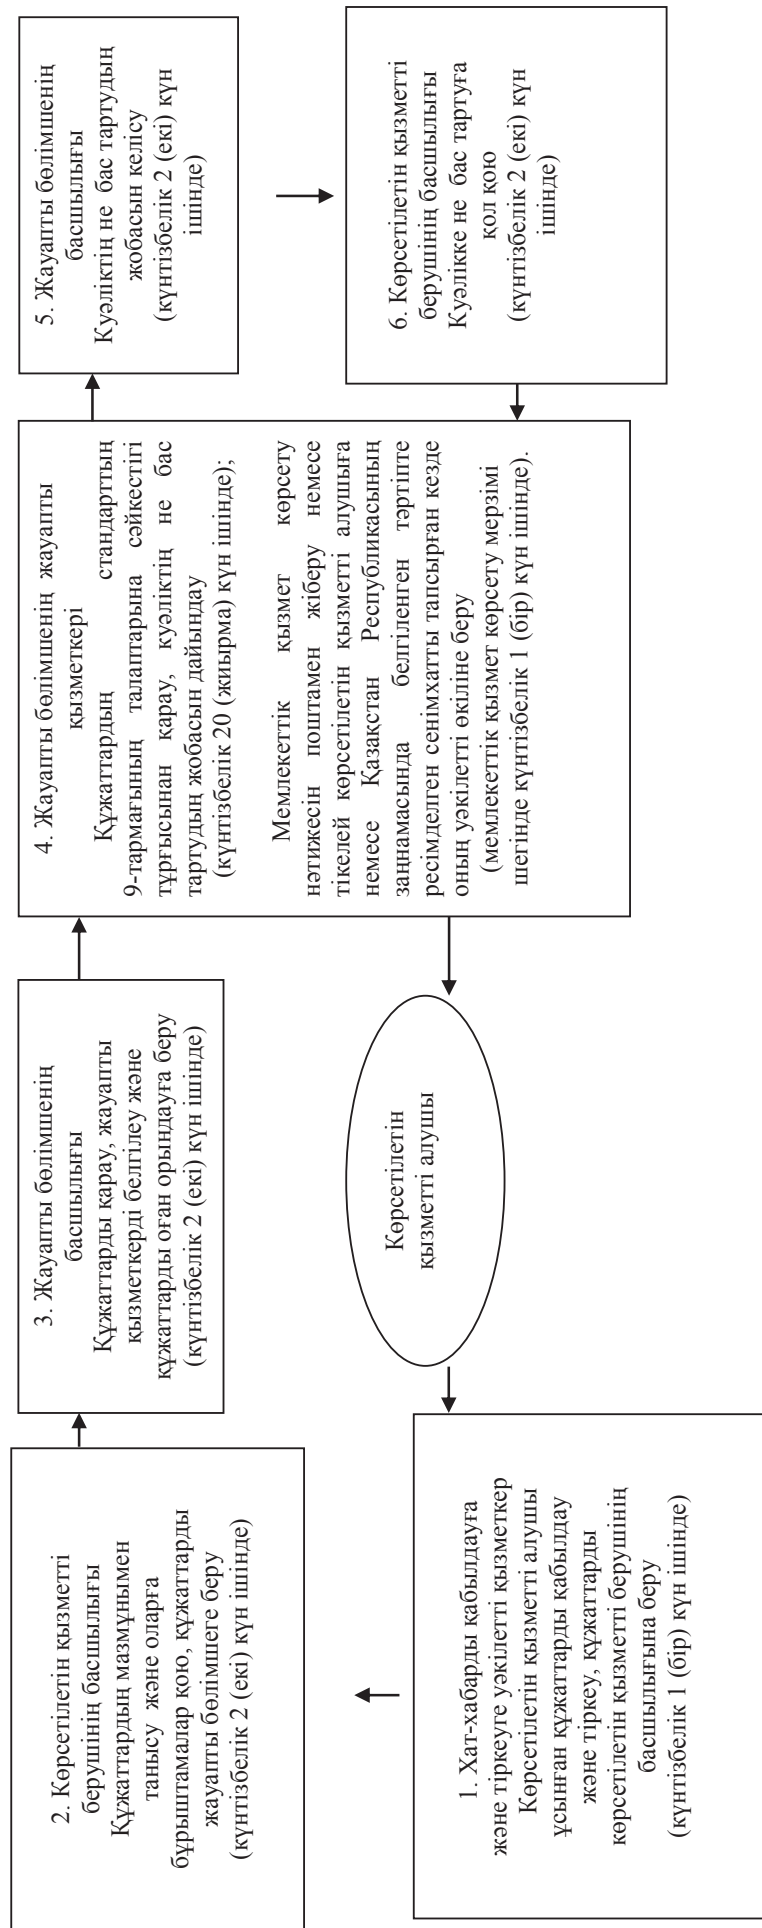 1. Хат-хабарды қабылдауға
және тіркеуге уәкілетті қызметкер
Көрсетілетін қызметті алушы
ұсынған құжаттарды қабылдау
және тіркеу, құжаттарды
көрсетілетін қызметті берушінің
басшылығына беру
(күнтізбелік 1 (бір) күн ішінде)
2. Көрсетілетін қызметті
берушінің басшылығы
Құжаттардың мазмұнымен
танысу және оларға
бұрыштамалар қою, құжаттарды
жауапты бөлімшеге беру
(күнтізбелік 2 (екі) күн ішінде)
3. Жауапты бөлімшенің
басшылығы
Құжаттарды қарау, жауапты
қызметкерді белгілеу және
құжаттарды оған орындауға беру
(күнтізбелік 2 (екі) күн ішінде)
4. Жауапты бөлімшенің жауапты
қызметкері
Құжаттардың стандарттың
9-тармағының талаптарына сәйкестігі
тұрғысынан қарау, куәліктің не бас
тартудың жобасын дайындау
(күнтізбелік 20 (жиырма) күн ішінде);
Мемлекеттік қызмет көрсету
нәтижесін поштамен жіберу немесе
тікелей көрсетілетін қызметті алушыға
немесе Қазақстан Республикасының
заңнамасында белгіленген тәртіпте
ресімделген сенімхатты тапсырған кезде
оның уәкілетті өкіліне беру
(мемлекеттік қызмет көрсету мерзімі
шегінде күнтізбелік 1 (бір) күн ішінде).
5. Жауапты бөлімшенің
басшылығы
Куәліктің не бас тартудың
жобасын келісу
(күнтізбелік 2 (екі) күн
ішінде)
6. Көрсетілетін қызметті
берушінің басшылығы
Куәлікке не бас тартуға
қол қою
(күнтізбелік 2 (екі) күн
ішінде)
Көрсетілетін
қызметті алушы